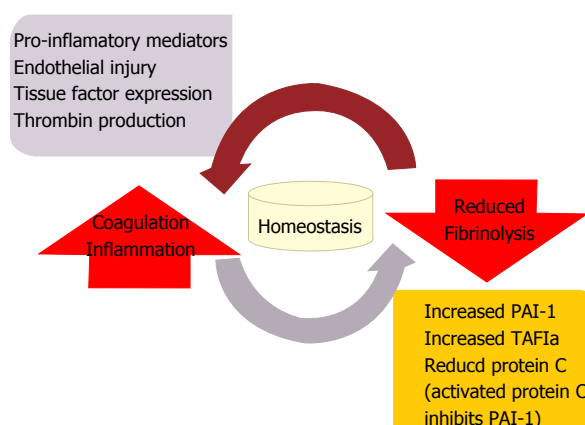 Pro-inflamatory mediators
Endothelial injury
Tissue factor expression
Thrombin production
Coagulation
Inflammation
Homeostasis
Reduced
Fibrinolysis
Increased PAI-1
Increased TAFIa
Reducd protein C
(activated protein C
inhibits PAI-1)